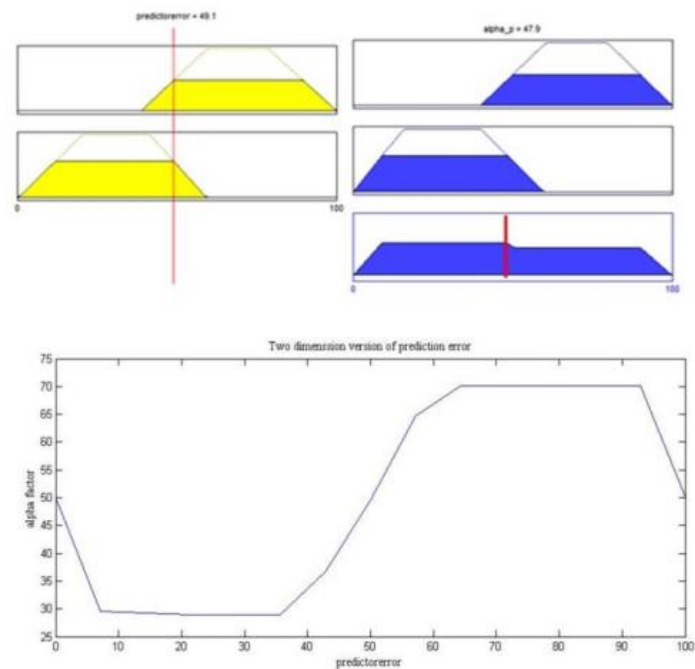 predictorerror = 49.1
alpha_p = 47.9
0
100
0
100
Two dimenssion version of prediction error
75
70
65
60
55
50
45
40
35
30
25
alpha factor
0 10 20 30 40 50 60 70 80 90 100
predictorerror